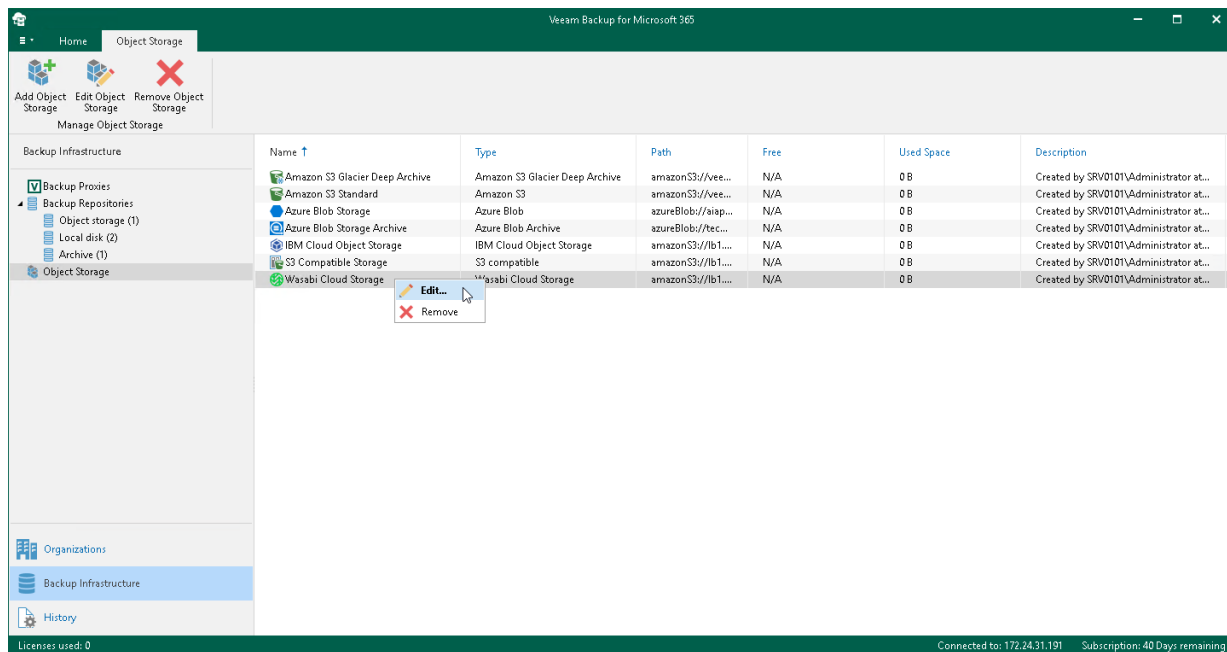 Veeam Backup for Microsoft 365
Home Object Storage
Add Object Storage
Edit Object Storage
Remove Object Storage
Manage Object Storage
Backup Infrastructure
Backup Proxies
Backup Repositories
Object storage (1)
Local disk (2)
Archive (1)
Object Storage
Name Type Path Free Used Space Description
Amazon S3 Glacier Deep Archive Amazon S3 Glacier Deep Archive amazonS3://vee... N/A 0 B Created by SRV0101\Administrator at...
Amazon S3 Standard Amazon S3 amazonS3://vee... N/A 0 B Created by SRV0101\Administrator at...
Azure Blob Storage Azure Blob azureBlob://aiap... N/A 0 B Created by SRV0101\Administrator at...
Azure Blob Storage Archive Azure Blob Archive azureBlob://tec... N/A 0 B Created by SRV0101\Administrator at...
IBM Cloud Object Storage IBM Cloud Object Storage amazonS3://lb1.... N/A 0 B Created by SRV0101\Administrator at...
S3 Compatible Storage S3 compatible amazonS3://lb1.... N/A 0 B Created by SRV0101\Administrator at...
Wasabi Cloud Storage Wasabi Cloud Storage amazonS3://lb1.... N/A 0 B Created by SRV0101\Administrator at...
Edit...
Remove
Organizations
Backup Infrastructure
History
Licenses used: 0 Connected to: 172.24.31.191 Subscription: 40 Days remaining